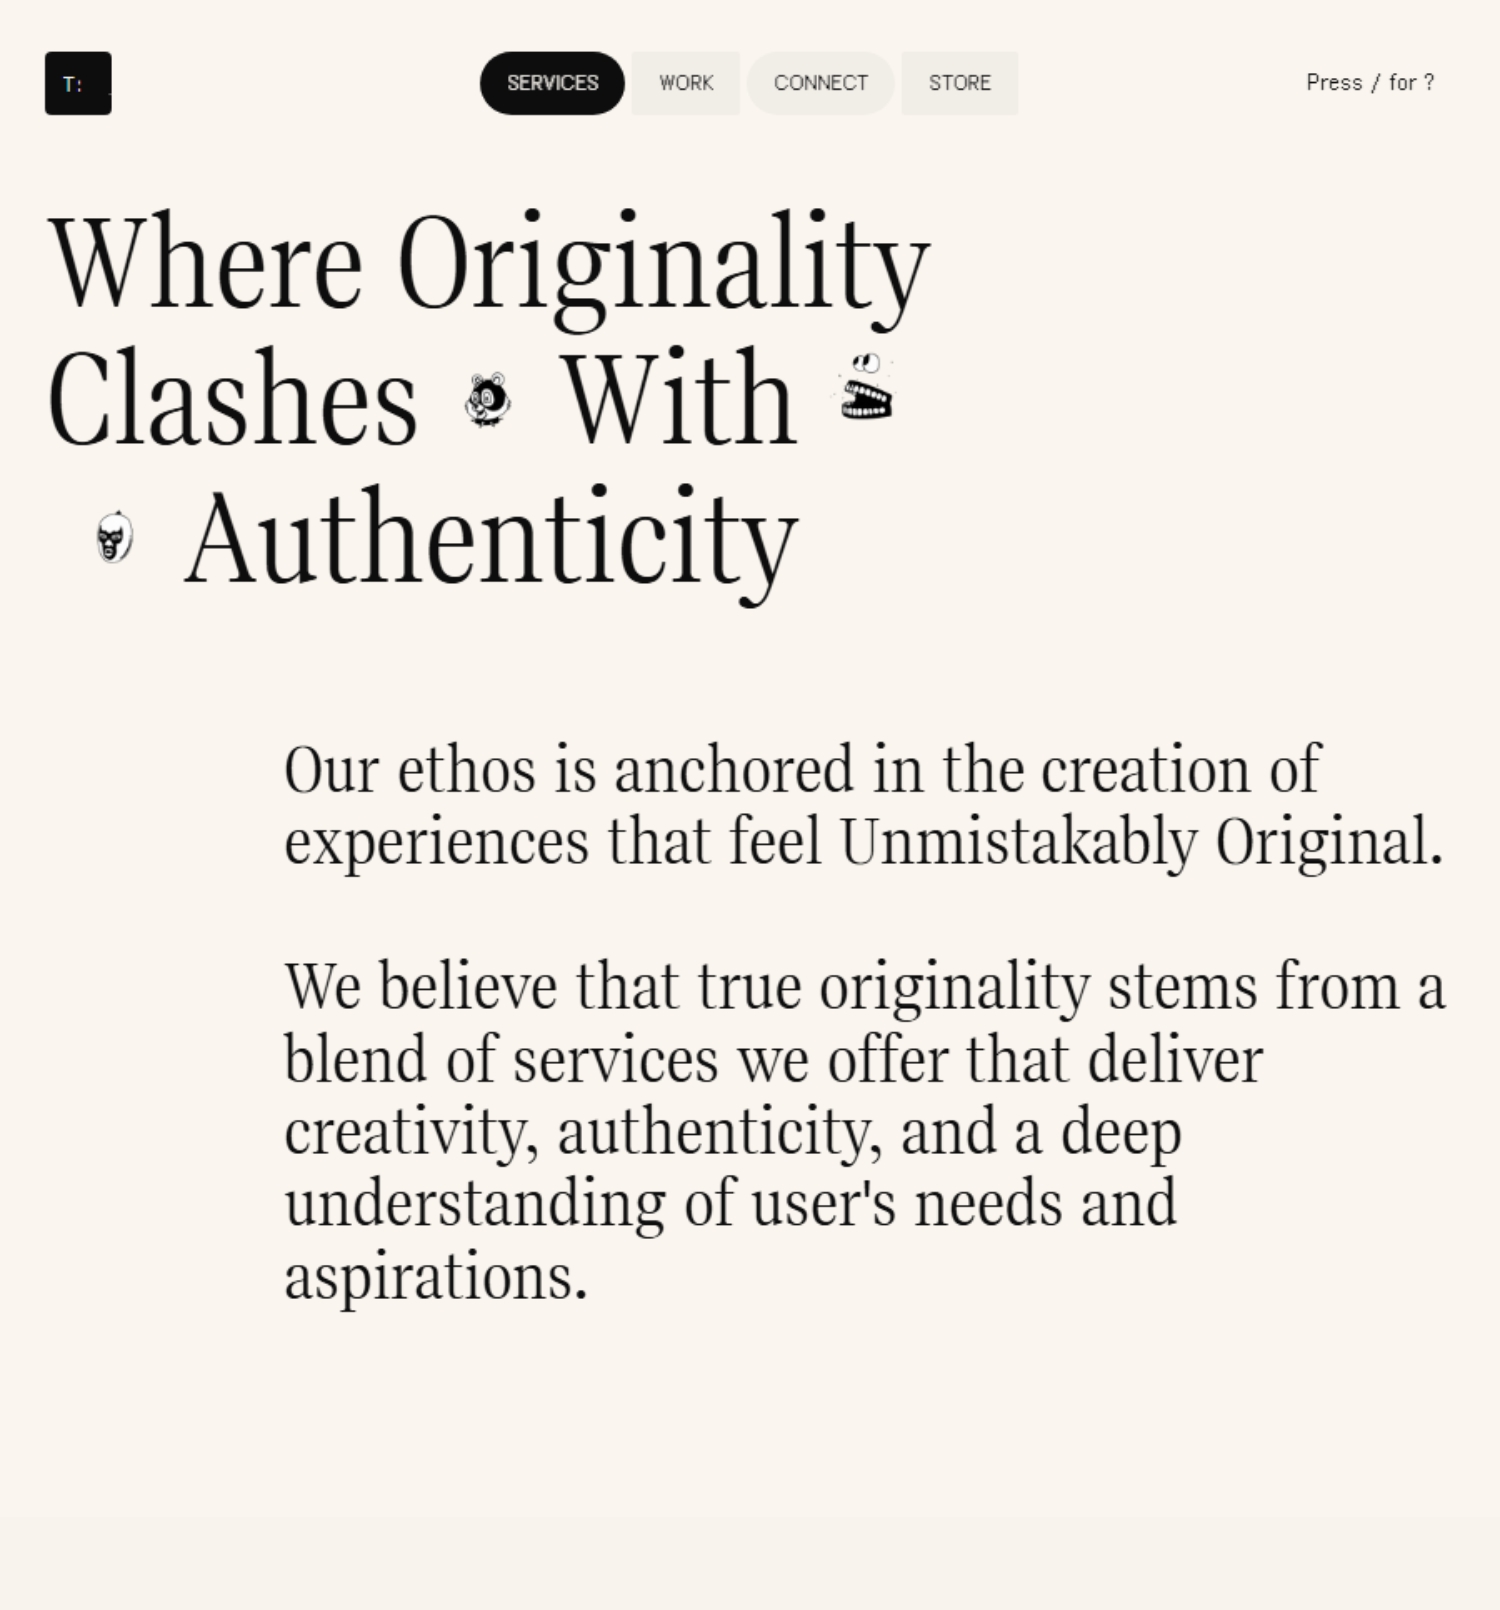 T:
SERVICES
WORK
CONNECT
STORE
Press / for ?
Where Originality
Clashes With
Authenticity
Our ethos is anchored in the creation of
experiences that feel Unmistakably Original.
We believe that true originality stems from a
blend of services we offer that deliver
creativity, authenticity, and a deep
understanding of user's needs and
aspirations.